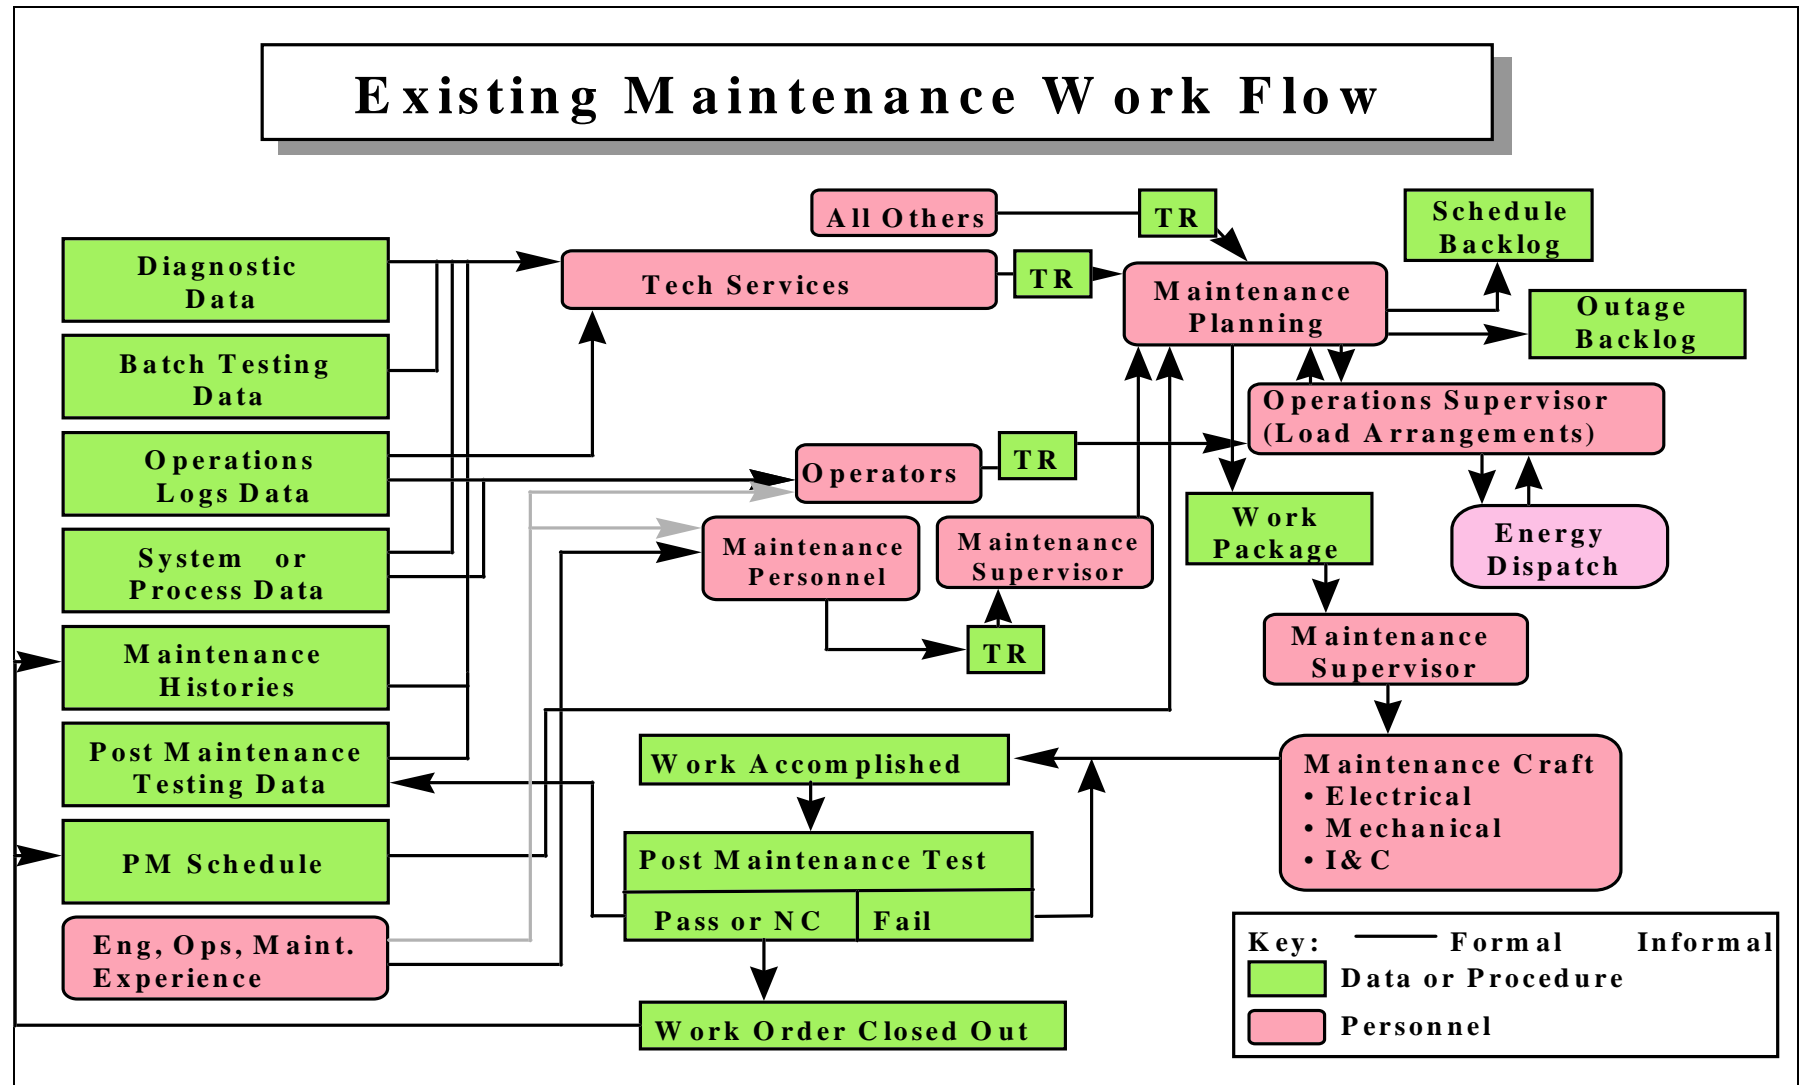 Existing Maintenance Work Flow
All Others
TR
Schedule
Backlog
Diagnostic
Data
Tech Services
TR
Maintenance
Planning
Outage
Backlog
Batch Testing
Data
Operations Supervisor
(Load Arrangements)
Operations
Logs Data
Operators
TR
Work
Package
Energy
Dispatch
System or
Process Data
Maintenance
Personnel
Maintenance
Supervisor
TR
Maintenance
Histories
Maintenance
Supervisor
Post Maintenance
Testing Data
Work Accomplished
Maintenance Craft
• Electrical
• Mechanical
• I&C
PM Schedule
Post Maintenance Test
Pass or NC
Fail
Eng, Ops, Maint.
Experience
Work Order Closed Out
Key: Formal Informal
Data or Procedure
Personnel